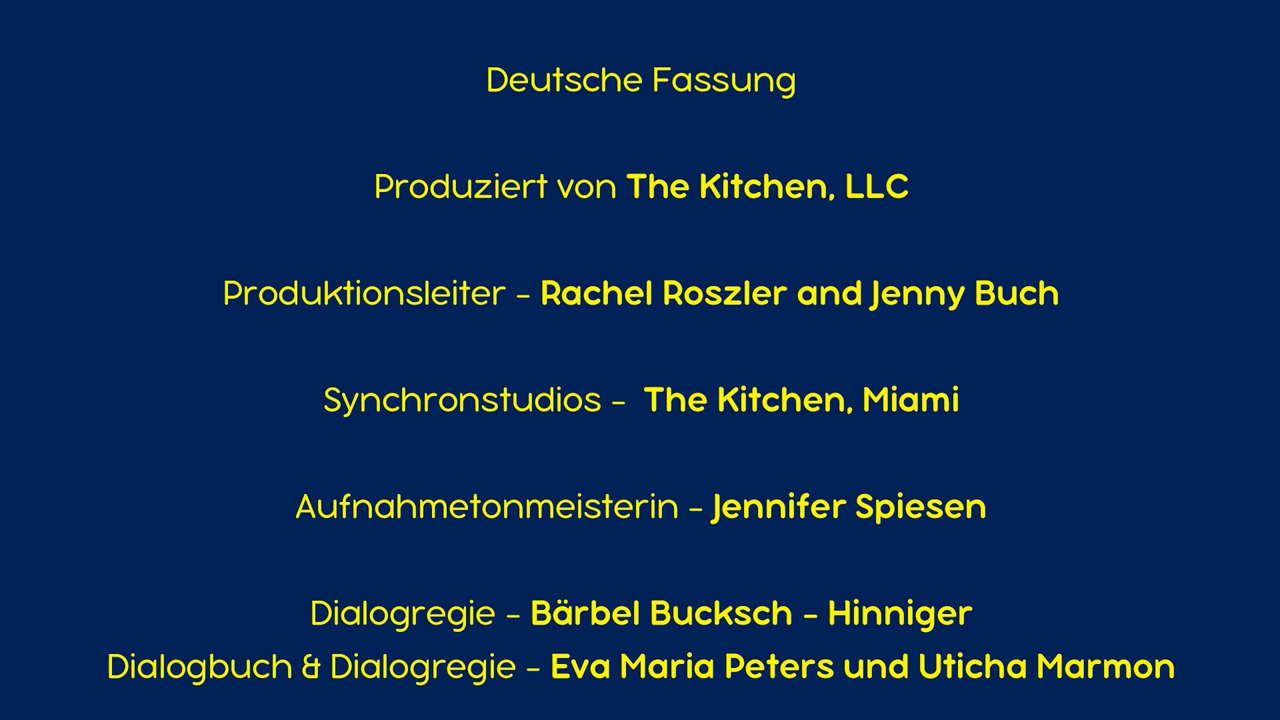 Deutsche Fassung
Produziert von The Kitchen, LLC
Produktionsleiter - Rachel Roszler and Jenny Buch
Synchronstudios -  The Kitchen, Miami
Aufnahmetonmeisterin - Jennifer Spiesen
Dialogregie - Bärbel Bucksch - Hinniger
Dialogbuch & Dialogregie - Eva Maria Peters und Uticha Marmon